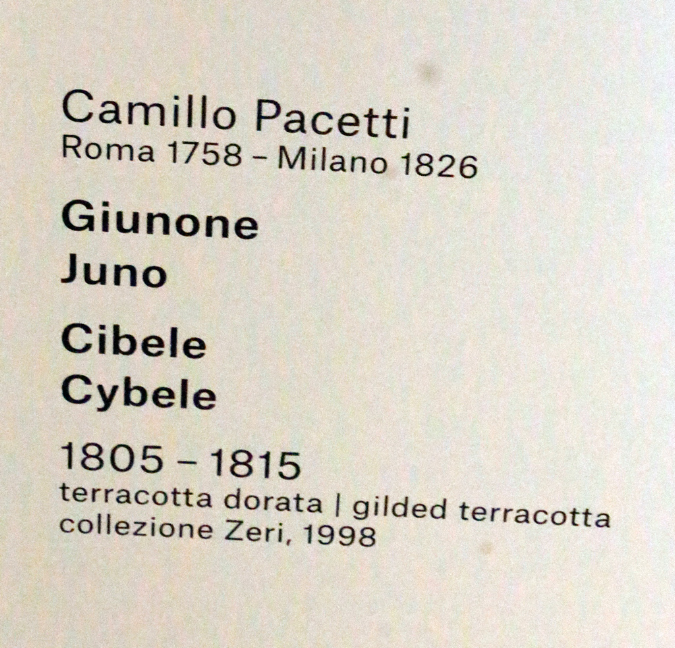 Camillo Pacetti
Roma 1758 – Milano 1826
Giunone
Juno
Cibele
Cybele
1805 – 1815
terracotta dorata | gilded terracotta
collezione Zeri, 1998